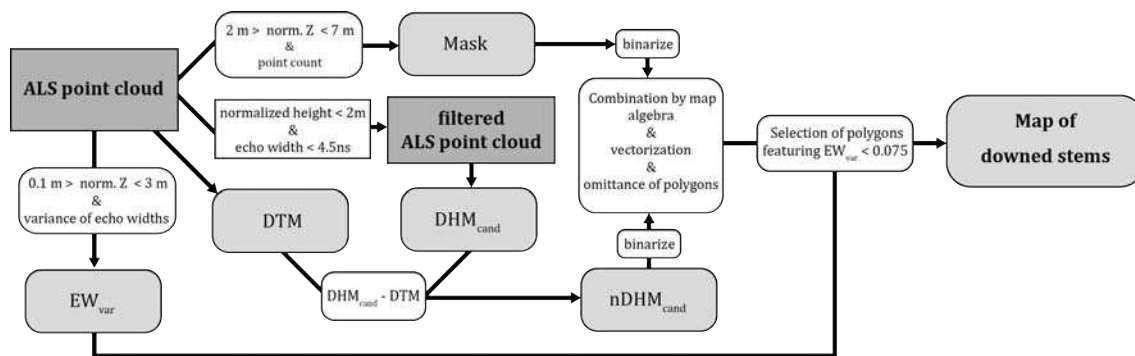 2 m > norm. Z < 7 m
&
point count
Mask
binarize
ALS point cloud
normalized height < 2m
&
echo width < 4.5ns
filtered
ALS point cloud
Combination by map
algebra
&
vectorization
&
omittance of polygons
Selection of polygons
featuring EWvar < 0.075
Map of
downed stems
0.1 m > norm. Z < 3 m
&
variance of echo widths
DTM
DHMcand
binarize
EWvar
DHMcand - DTM
nDHMcand